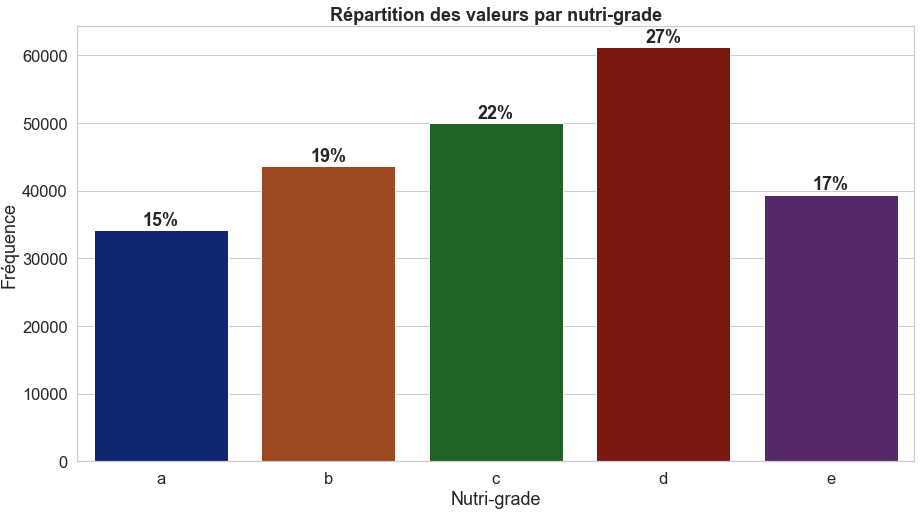 Répartition des valeurs par nutri-grade
60000
50000
40000
30000
20000
10000
0
Fréquence
15%
19%
22%
27%
17%
a
b
c
d
e
Nutri-grade